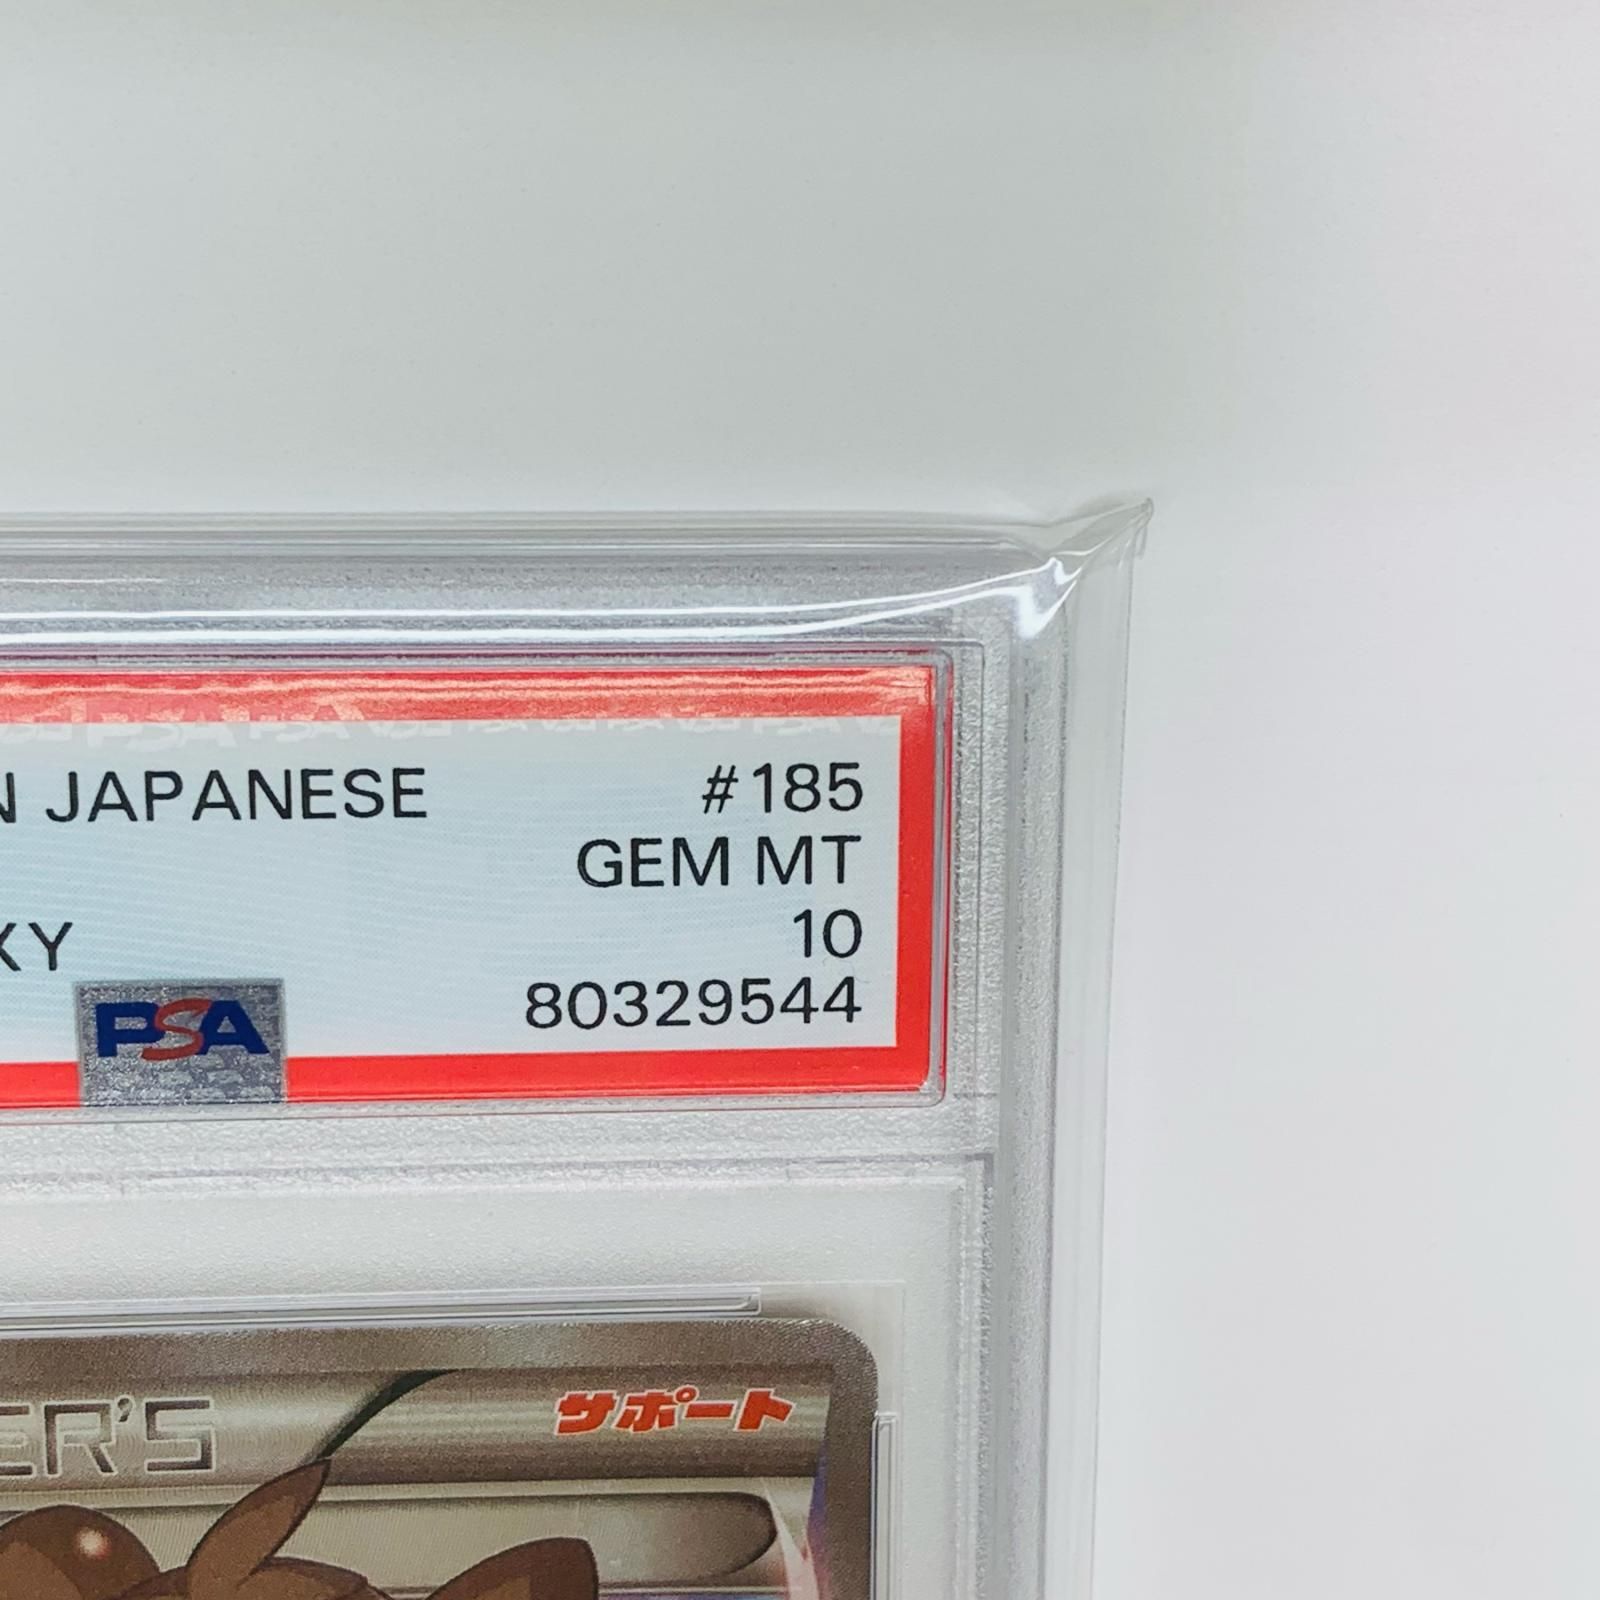 N JAPANESE #185
GEM MT
XY 10
PSA 80329544
ER'S サポート